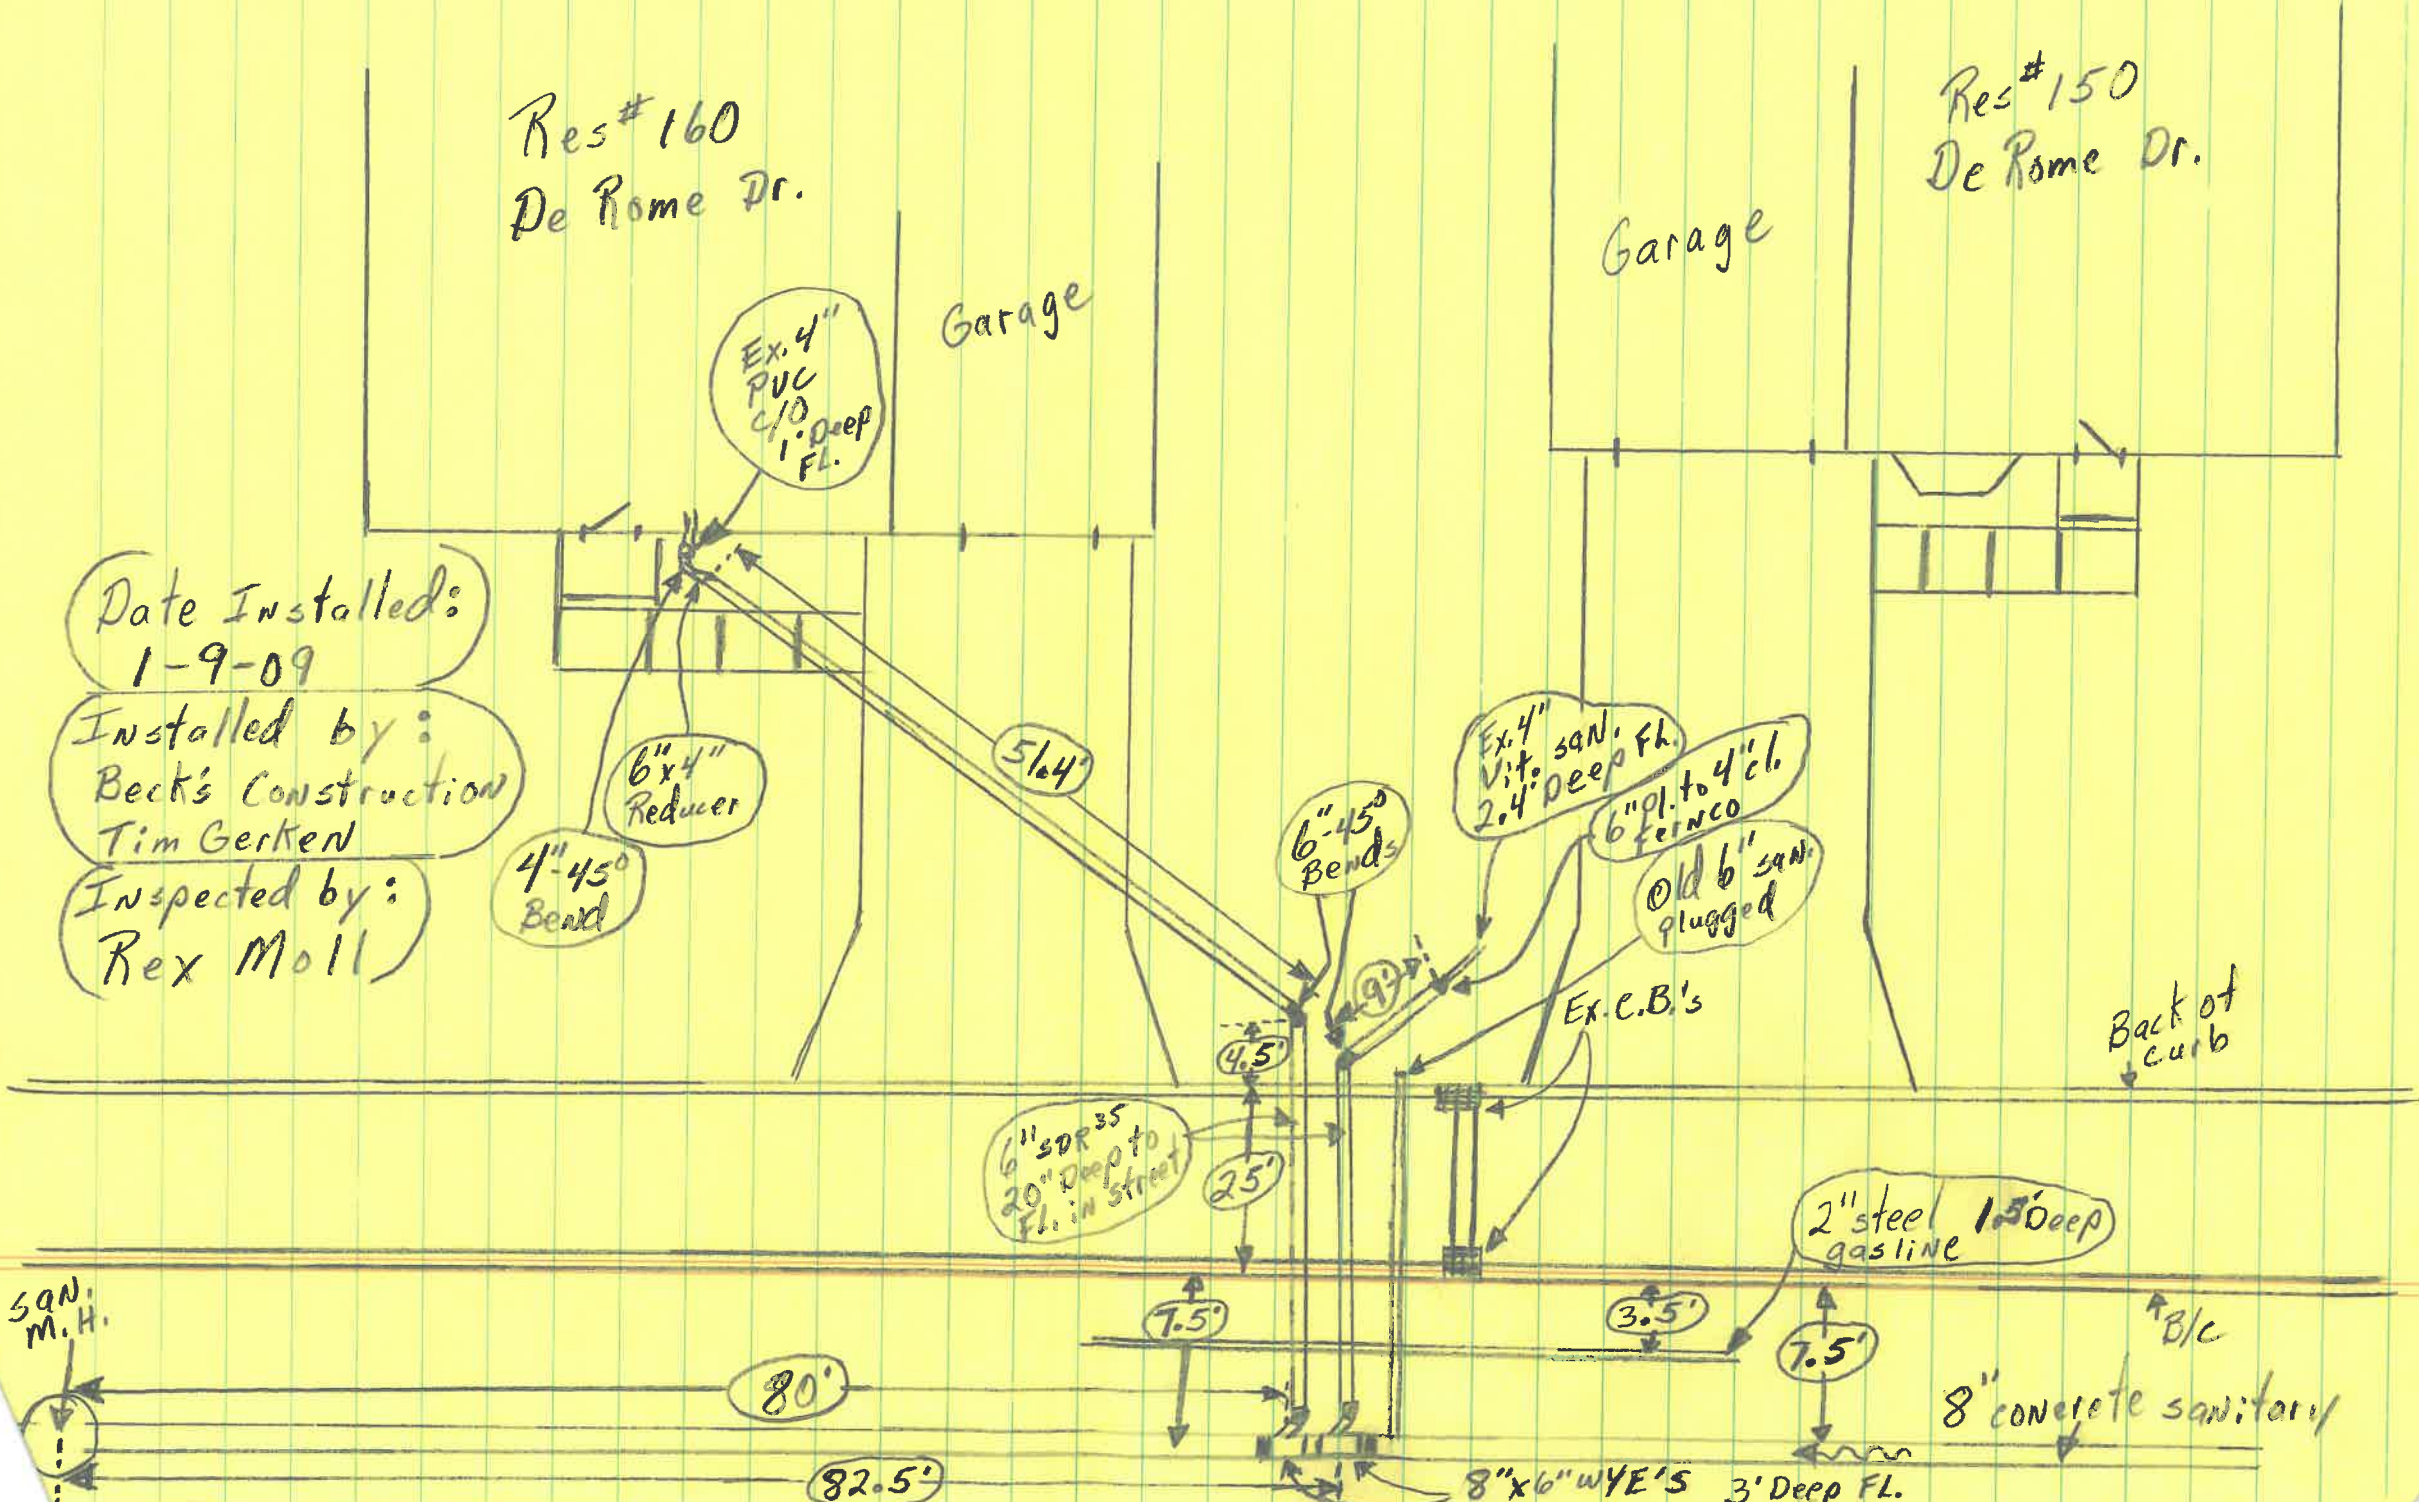 Res# 160
De Rome Dr.
Res# 150
De Rome Dr.
Garage
Garage
Ex. 4"
PVC
C/O
1' Deep
FL.
Date Installed:
1-9-09
Installed by:
Beck's Construction
Tim Gerken
Inspected by:
Rex Moll
6"x4"
Reducer
4"-45°
Bend
51.4'
6"-45°
Bends
Ex. 4"
Vit. san.
2.4' Deep FL.
6" pl. to 4" cl.
Fernco
Old 6" san.
plugged
9'
Ex. C.B.'s
Back of
curb
4.5'
6" SDR 35
20" Deep to
FL. in street
25'
2" steel 1.5' Deep
gasline
san.
M.H.
7.5'
3.5'
7.5'
B/C
80'
8" concrete sanitary
82.5'
8"x6" WYE'S 3' Deep FL.